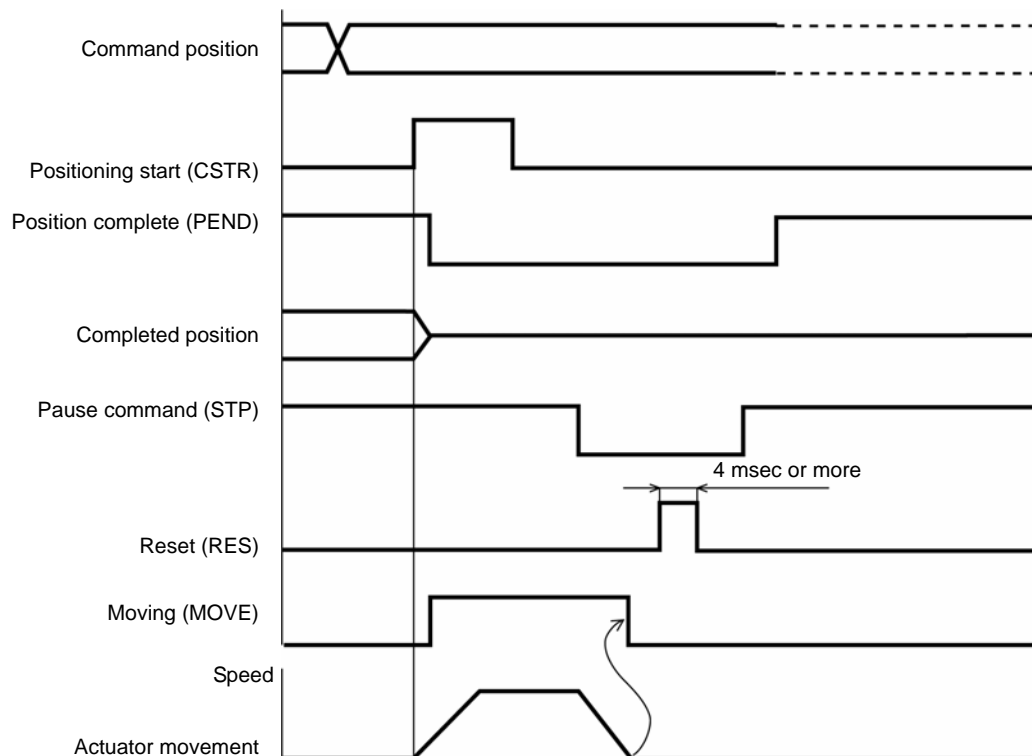 Command position
Positioning start (CSTR)
Position complete (PEND)
Completed position
Pause command (STP)
4 msec or more
Reset (RES)
Moving (MOVE)
Speed
Actuator movement